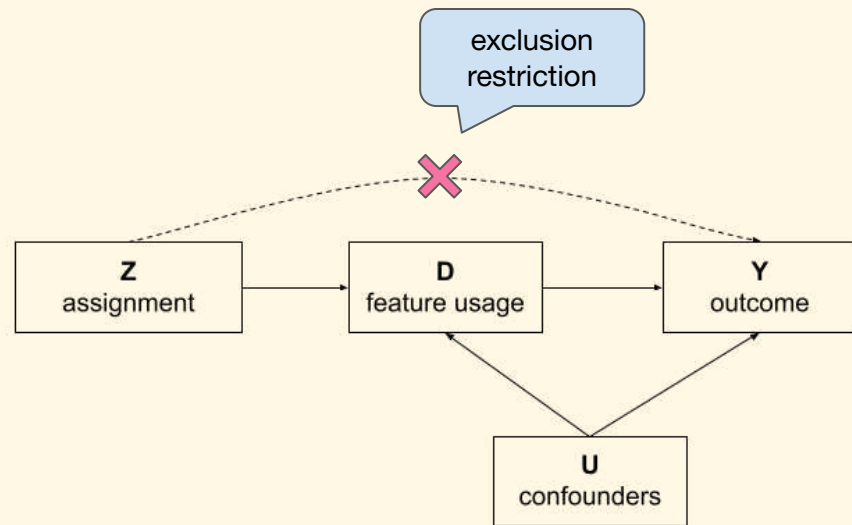 exclusion
restriction
Z
assignment
D
feature usage
Y
outcome
U
confounders